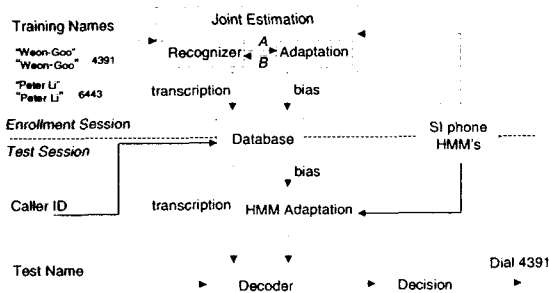 Joint Estimation
Training Names
Recognizer A B Adaptation
"Weon-Goo"
"Weon-Goo" 4391
"Peter Li"
"Peter Li" 6443
transcription bias
Enrollment Session
Test Session
Database
SI phone
HMM's
bias
Caller ID
transcription HMM Adaptation
Dial 4391
Test Name
Decoder Decision